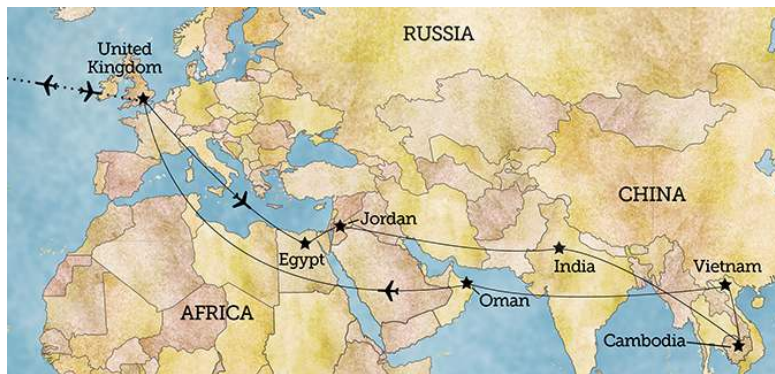 RUSSIA
United
Kingdom
CHINA
Jordan
Egypt
India
Vietnam
Oman
AFRICA
Cambodia